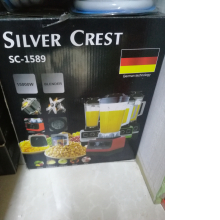 SILVER CREST
SC-1589
German technology